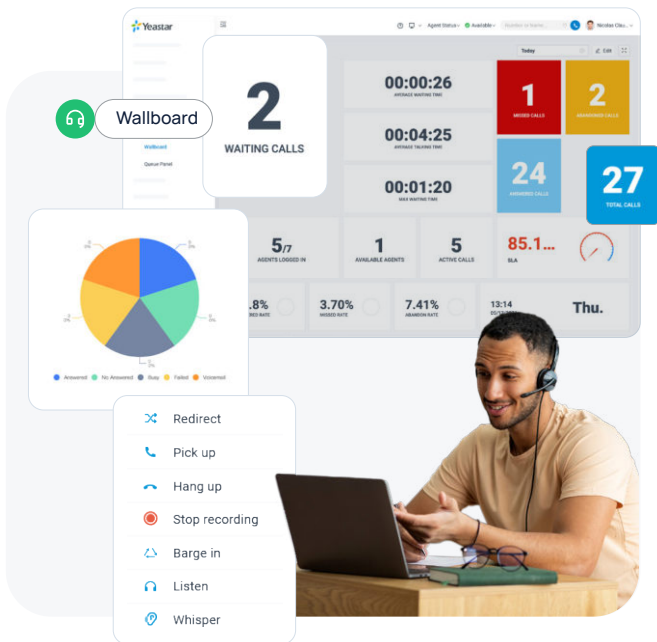 Yeastar
Agent Status
Available
Nicolas Clau...
Today
Edit
Wallboard
Wallboard
Queue Panel
2
WAITING CALLS
00:00:26
AVERAGE WAITING TIME
00:04:25
AVERAGE TALKING TIME
00:01:20
MAX WAITING TIME
1
MISSED CALLS
2
ABANDONED CALLS
24
ANSWERED CALLS
27
TOTAL CALLS
5/7
AGENTS LOGGED IN
1
AVAILABLE AGENTS
5
ACTIVE CALLS
85.1...
SLA
.8%
3.70%
MISSED RATE
7.41%
ABANDON RATE
13:14
Thu.
Answered
No Answered
Busy
Failed
Voicemail
Redirect
Pick up
Hang up
Stop recording
Barge in
Listen
Whisper